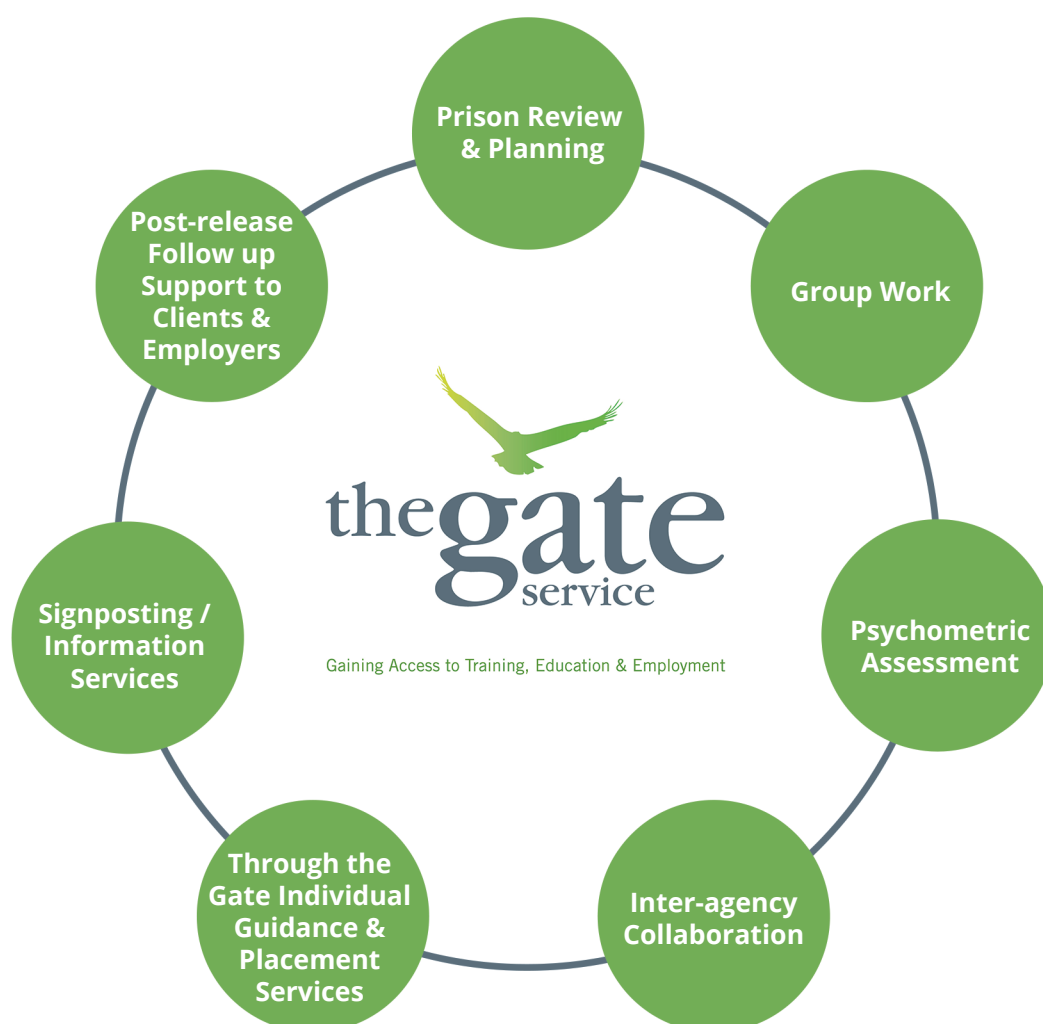 Prison Review
& Planning
Group Work
Psychometric
Assessment
Inter-agency
Collaboration
Through the
Gate Individual
Guidance &
Placement
Services
Signposting /
Information
Services
Post-release
Follow up
Support to
Clients &
Employers
thegate
service
Gaining Access to Training, Education & Employment